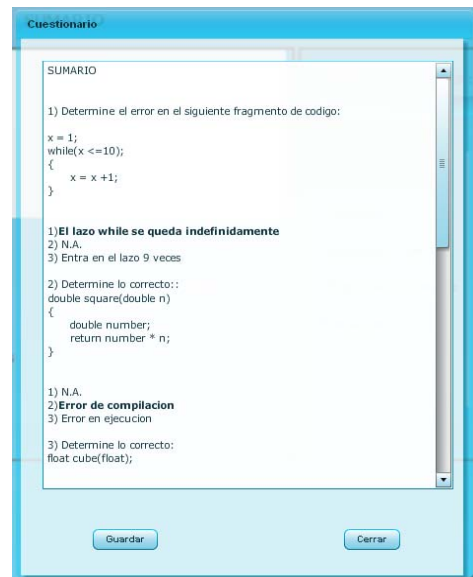 Cuestionario
SUMARIO
1) Determine el error en el siguiente fragmento de codigo:
x = 1;
while(x <=10);
{
x = x +1;
}
1)El lazo while se queda indefinidamente
2) N.A.
3) Entra en el lazo 9 veces
2) Determine lo correcto::
double square(double n)
{
double number;
return number * n;
}
1) N.A.
2)Error de compilacion
3) Error en ejecucion
3) Determine lo correcto:
float cube(float);
Guardar
Cerrar